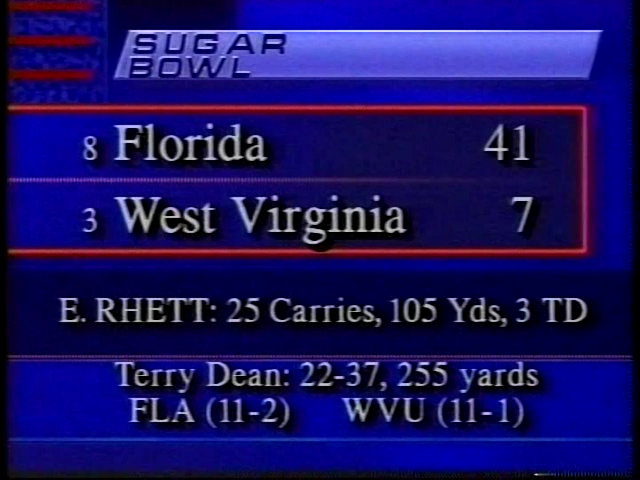 SUGAR
BOWL
8 Florida 41
3 West Virginia 7
E. RHETT: 25 Carries, 105 Yds, 3 TD
Terry Dean: 22-37, 255 yards
FLA (11-2) WVU (11-1)